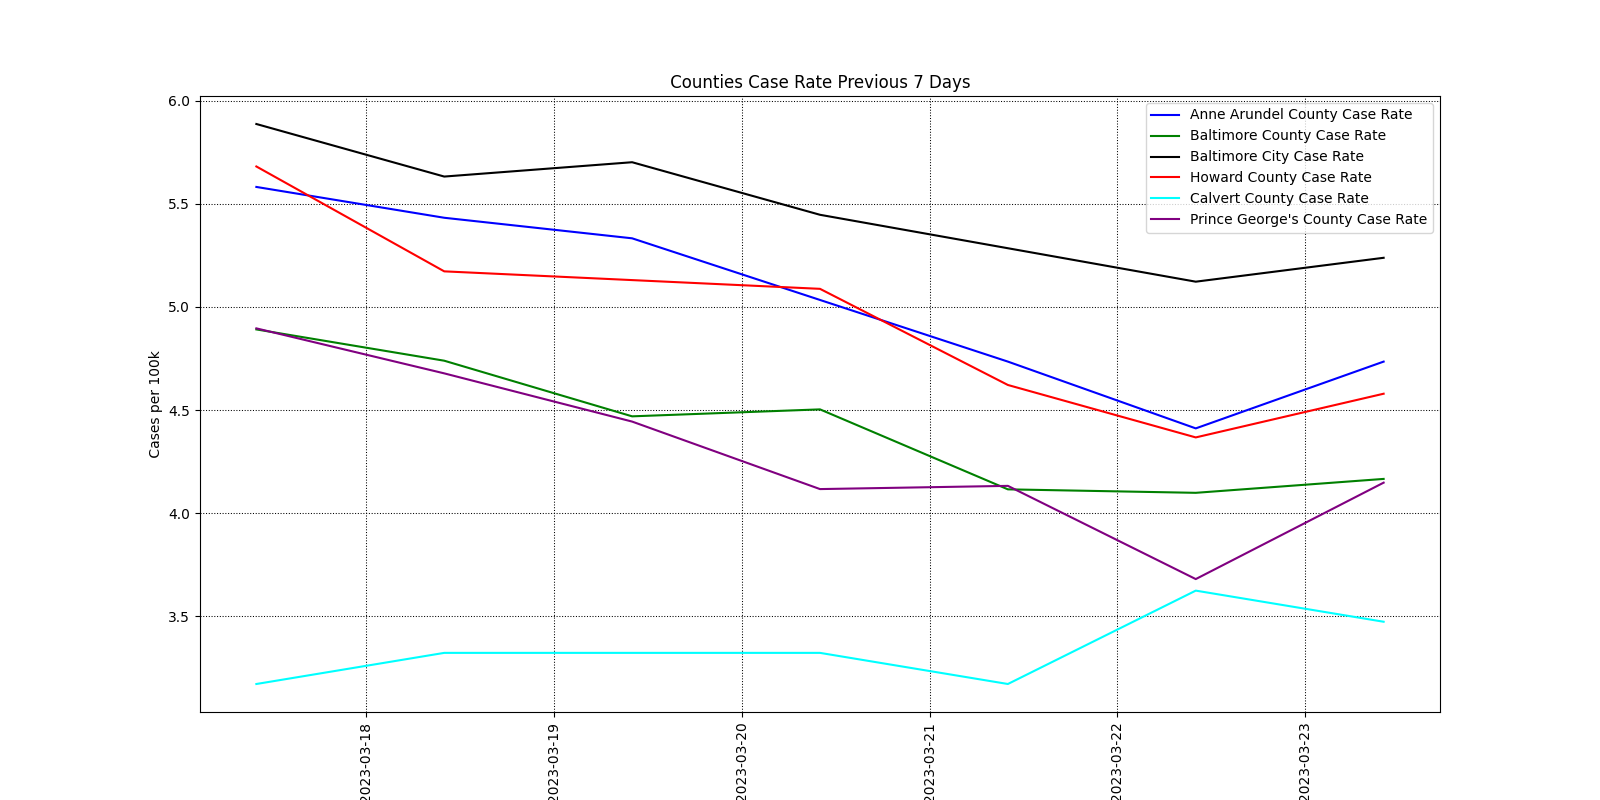 Counties Case Rate Previous 7 Days
6.0
5.5
5.0
4.5
4.0
3.5
Cases per 100k
Anne Arundel County Case Rate
Baltimore County Case Rate
Baltimore City Case Rate
Howard County Case Rate
Calvert County Case Rate
Prince George's County Case Rate
2023-03-18
2023-03-19
2023-03-20
2023-03-21
2023-03-22
2023-03-23